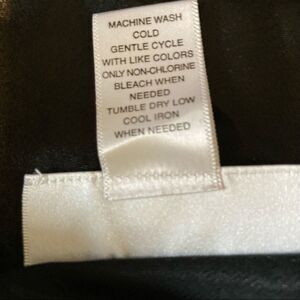 MACHINE WASH
COLD
GENTLE CYCLE
WITH LIKE COLORS
ONLY NON-CHLORINE
BLEACH WHEN
NEEDED
TUMBLE DRY LOW
COOL IRON
WHEN NEEDED